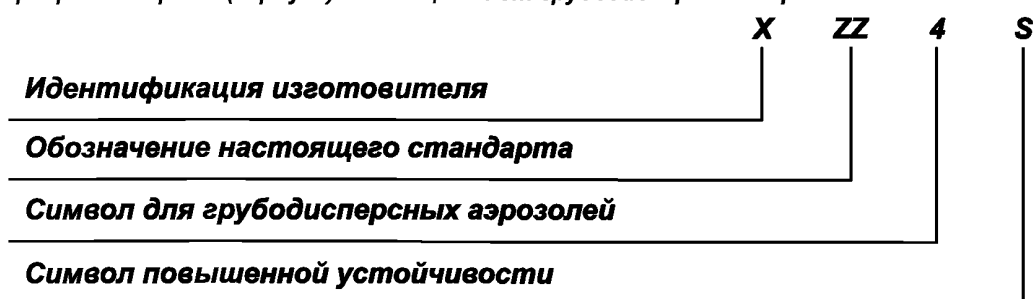 X ZZ 4 S
Идентификация изготовителя
Обозначение настоящего стандарта
Символ для грубодисперсных аэрозолей
Символ повышенной устойчивости